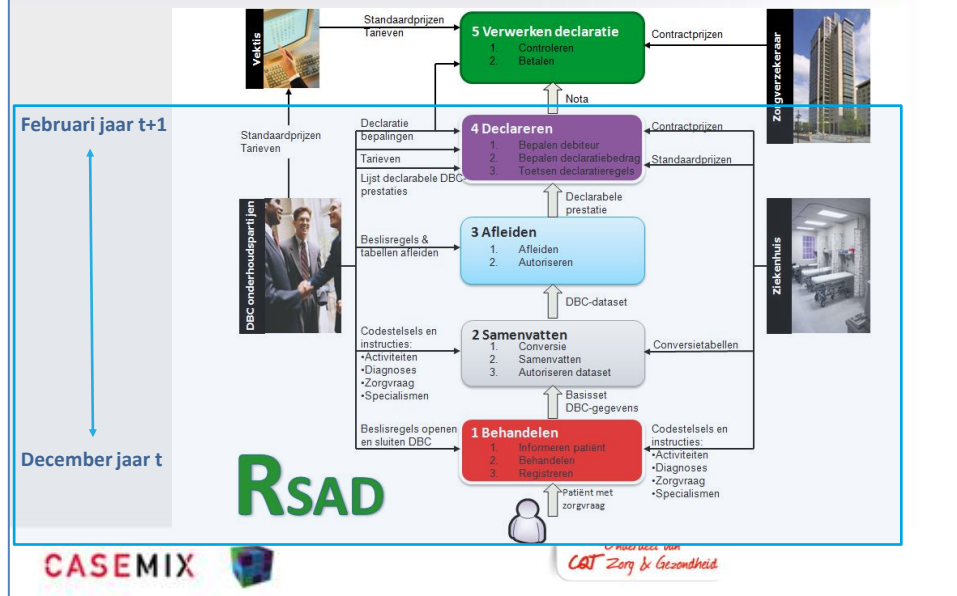 Standaardprijzen
Tarieven
5 Verwerken declaratie
1. Controleren
2. Betalen
Contractprijzen
Vektis
Zorgverzekeraar
Nota
Februari jaar t+1
Standaardprijzen
Tarieven
Declaratie
bepalingen
Tarieven
Lijst declarabele DBC-
prestaties
4 Declareren
1. Bepalen debiteur
2. Bepalen declaratiebedrag
3. Toetsen declaratieregels
Contractprijzen
Standaardprijzen
Declarabele
prestatie
DBC onderhoudspartijen
Beslisregels &
tabellen afleiden
3 Afleiden
1. Afleiden
2. Autoriseren
Ziekenhuis
DBC-dataset
Codestelsels en
instructies:
•Activiteiten
•Diagnoses
•Zorgvraag
•Specialismen
2 Samenvatten
1. Conversie
2. Samenvatten
3. Autoriseren dataset
Conversietabellen
Basisset
DBC-gegevens
Beslisregels openen
en sluiten DBC
1 Behandelen
1. Informeren patiënt
2. Behandelen
3. Registreren
Codestelsels en
instructies:
•Activiteiten
•Diagnoses
•Zorgvraag
•Specialismen
December jaar t
RSAD
Patiënt met
zorgvraag
CASEMIX
Onderdeel van
CQT Zorg & Gezondheid